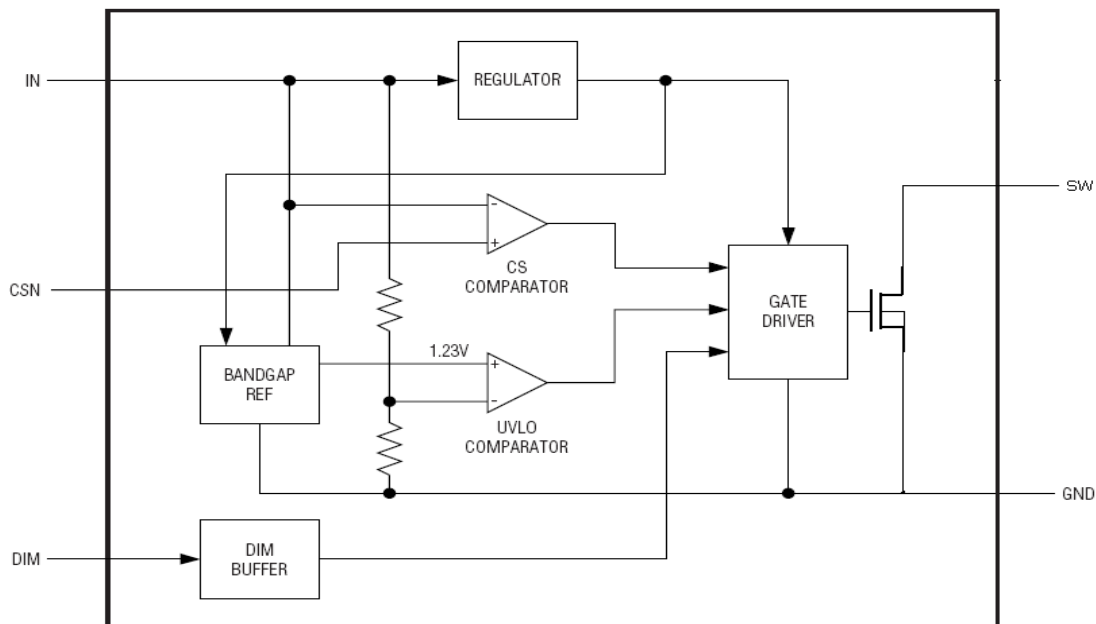 IN
REGULATOR
SW
-
+
CS
COMPARATOR
CSN
GATE
DRIVER
1.23V
BANDGAP
REF
+
-
UVLO
COMPARATOR
GND
DIM
DIM
BUFFER